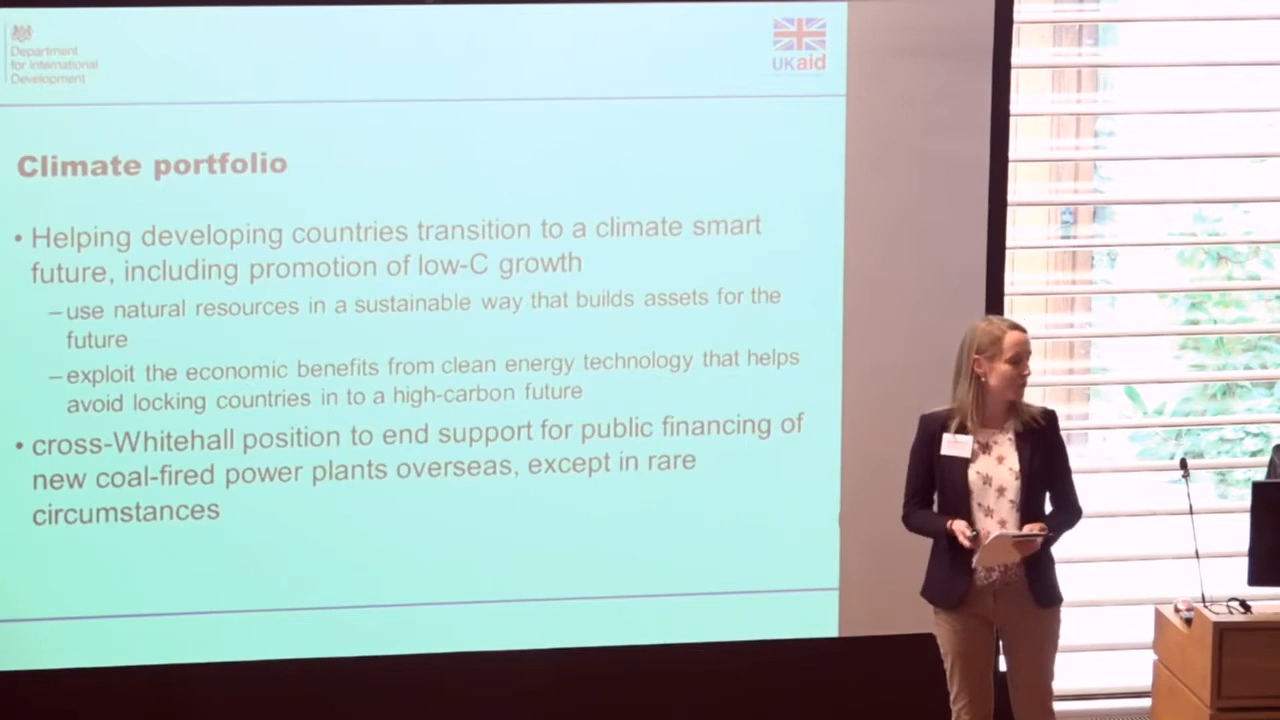 Department
for International
Development
UKaid
Climate portfolio
• Helping developing countries transition to a climate smart
future, including promotion of low-C growth
– use natural resources in a sustainable way that builds assets for the
future
– exploit the economic benefits from clean energy technology that helps
avoid locking countries in to a high-carbon future
• cross-Whitehall position to end support for public financing of
new coal-fired power plants overseas, except in rare
circumstances